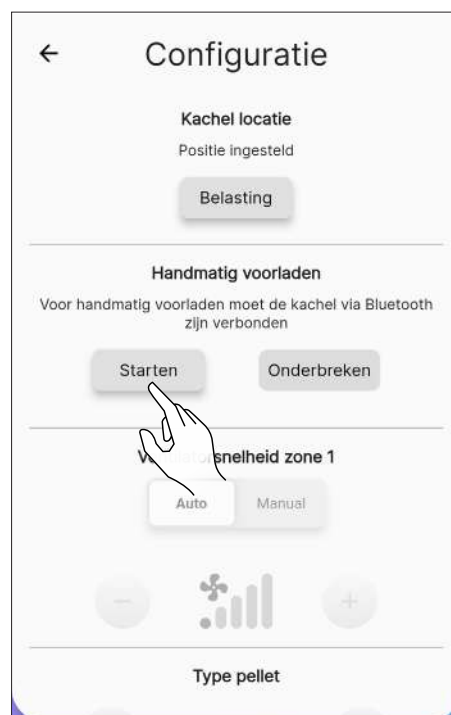 Configuratie
Kachel locatie
Positie ingesteld
Belasting
Handmatig voorladen
Voor handmatig voorladen moet de kachel via Bluetooth
zijn verbonden
Starten Onderbreken
zone 1
Auto Manual
Type pellet